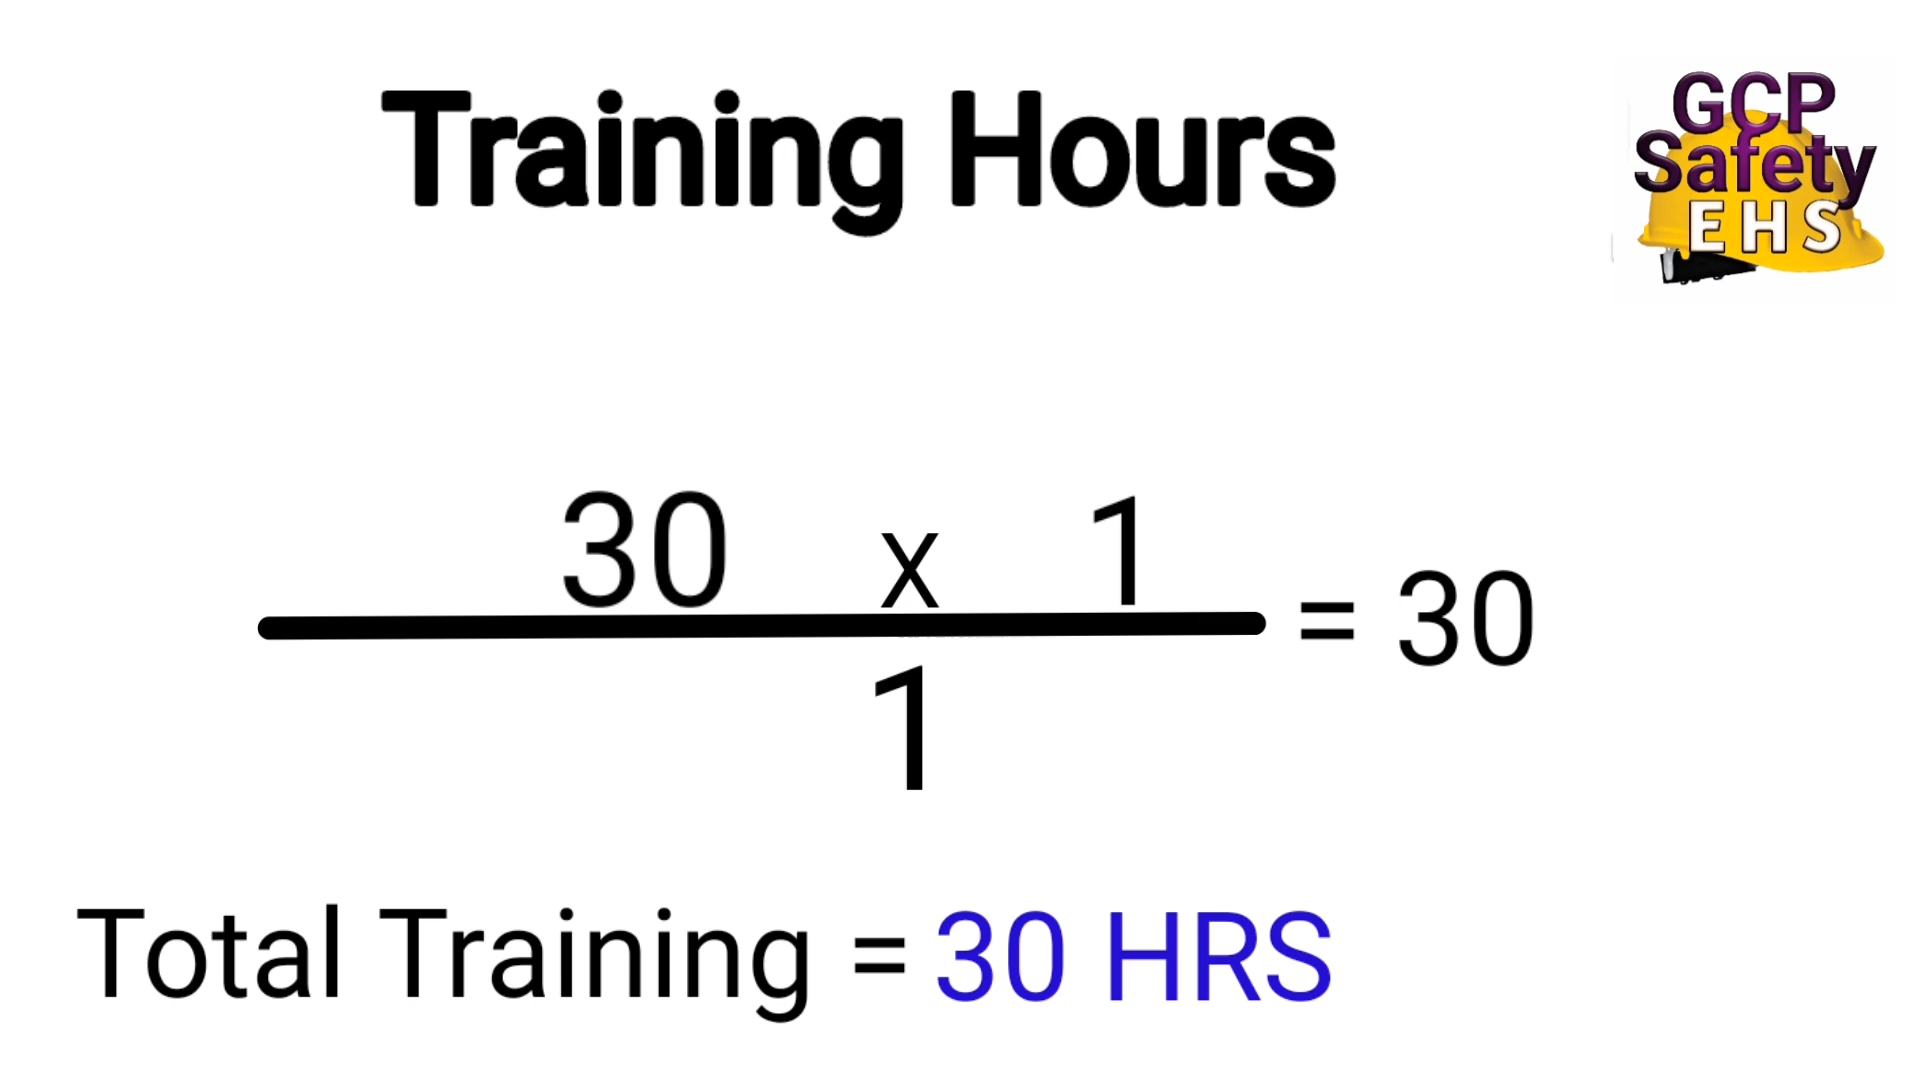 Training Hours
GCP
Safety
EHS
30 x 1
= 30
1
Total Training = 30 HRS